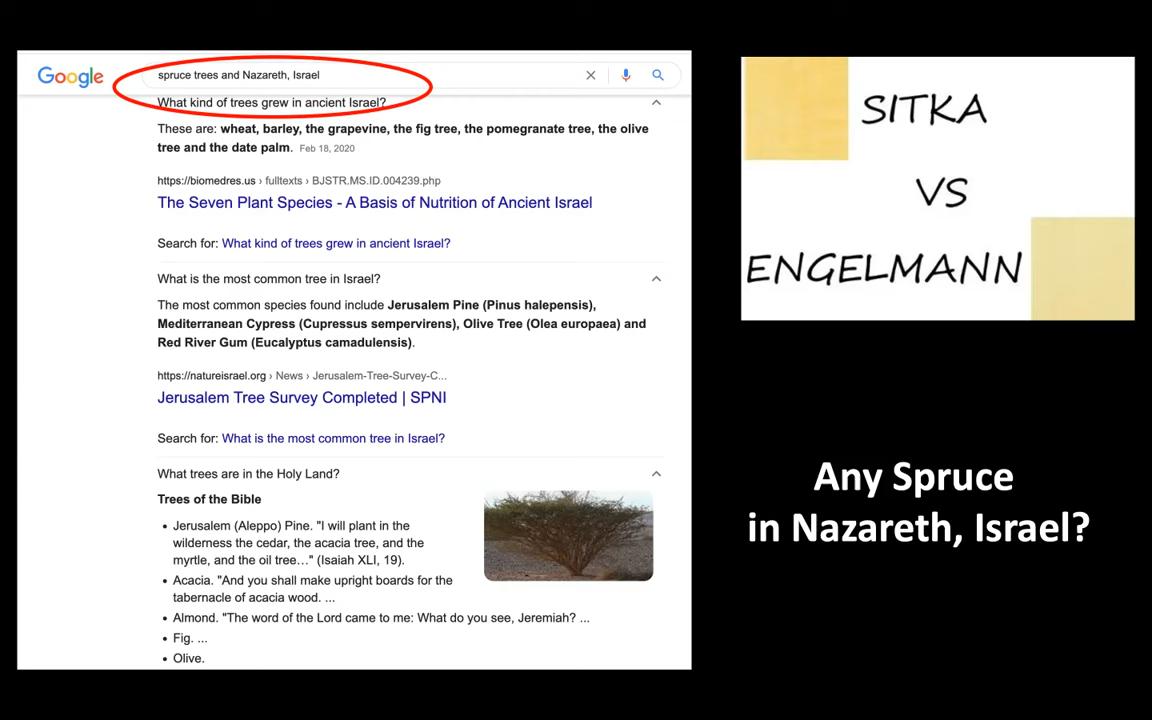 Google
spruce trees and Nazareth, Israel
What kind of trees grew in ancient Israel?
These are: wheat, barley, the grapevine, the fig tree, the pomegranate tree, the olive
tree and the date palm. Feb 18, 2020
https://biomedres.us › fulltexts › BJSTR.MS.ID.004239.php
The Seven Plant Species - A Basis of Nutrition of Ancient Israel
Search for: What kind of trees grew in ancient Israel?
What is the most common tree in Israel?
The most common species found include Jerusalem Pine (Pinus halepensis),
Mediterranean Cypress (Cupressus sempervirens), Olive Tree (Olea europaea) and
Red River Gum (Eucalyptus camadulensis).
https://natureisrael.org › News › Jerusalem-Tree-Survey-C...
Jerusalem Tree Survey Completed | SPNI
Search for: What is the most common tree in Israel?
What trees are in the Holy Land?
Trees of the Bible
• Jerusalem (Aleppo) Pine. "I will plant in the
wilderness the cedar, the acacia tree, and the
myrtle, and the oil tree…" (Isaiah XLI, 19).
• Acacia. "And you shall make upright boards for the
tabernacle of acacia wood. ...
• Almond. "The word of the Lord came to me: What do you see, Jeremiah? ...
• Fig. ...
• Olive.
SITKA
VS
ENGELMANN
Any Spruce
in Nazareth, Israel?